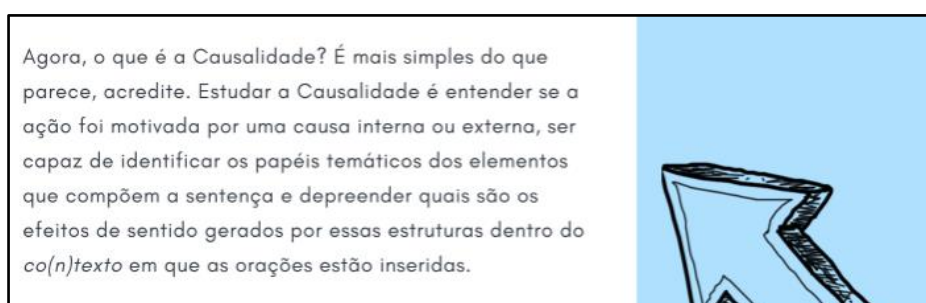 Agora, o que é a Causalidade? É mais simples do que
parece, acredite. Estudar a Causalidade é entender se a
ação foi motivada por uma causa interna ou externa, ser
capaz de identificar os papéis temáticos dos elementos
que compõem a sentença e depreender quais são os
efeitos de sentido gerados por essas estruturas dentro do
co(n)texto em que as orações estão inseridas.